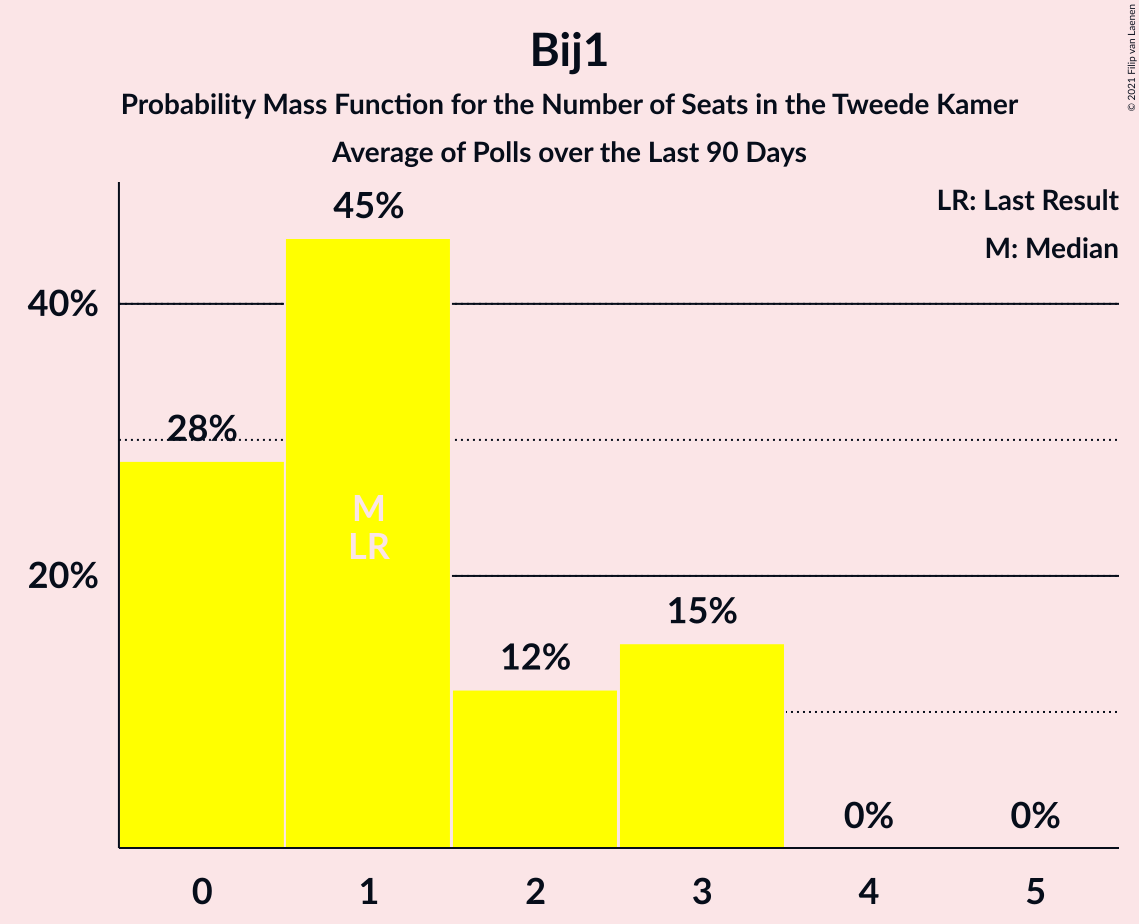 Bij1
Probability Mass Function for the Number of Seats in the Tweede Kamer
Average of Polls over the Last 90 Days
© 2021 Filip van Laenen
LR: Last Result
M: Median
45%
40%
28%
M
LR
20%
15%
12%
0%
0%
0
1
2
3
4
5